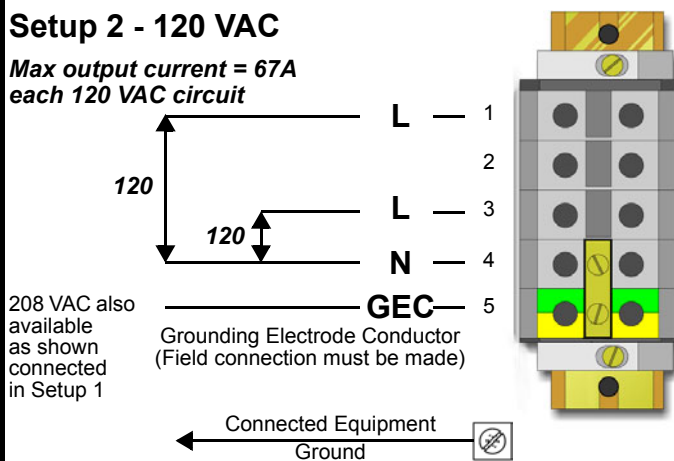 Setup 2 - 120 VAC
Max output current = 67A
each 120 VAC circuit
L 1
120
2
L 3
120
N 4
GEC 5
208 VAC also
available
as shown
connected
in Setup 1
Grounding Electrode Conductor
(Field connection must be made)
Connected Equipment
Ground